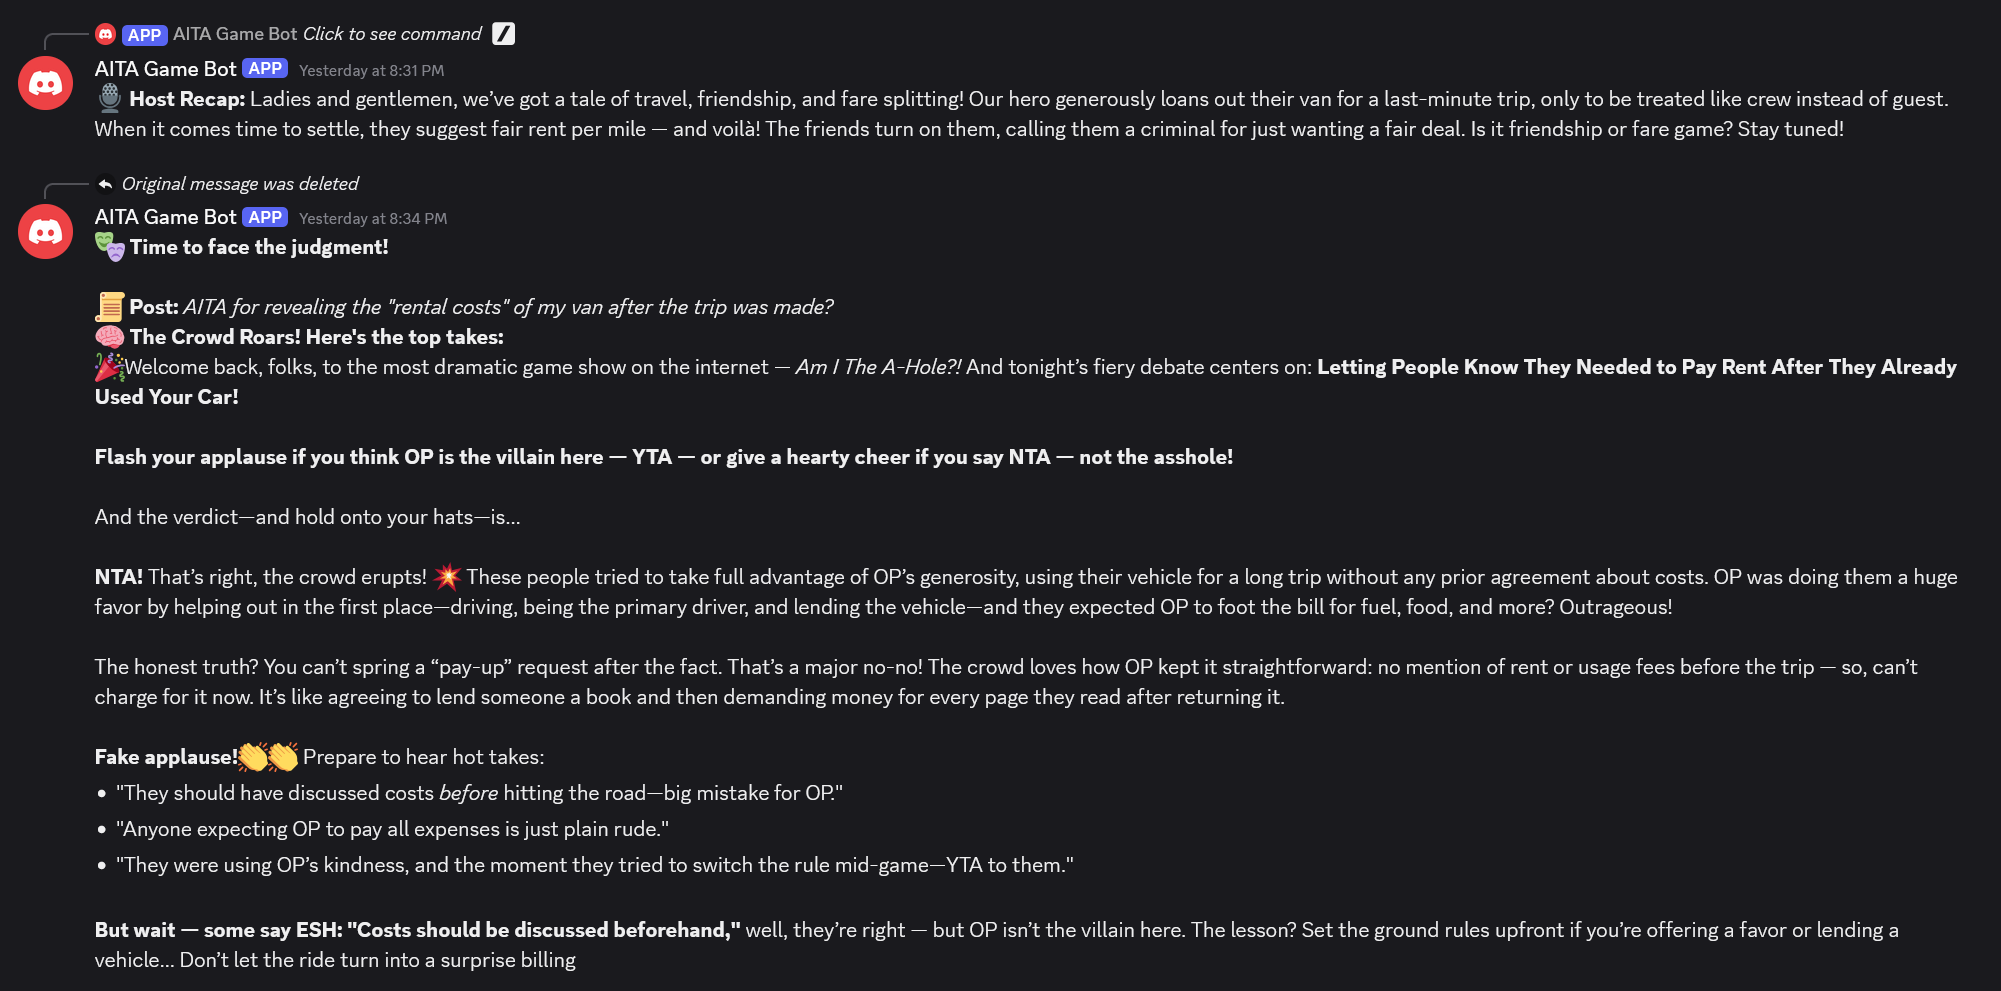 APP AITA Game Bot Click to see command
AITA Game Bot APP Yesterday at 8:31 PM
Host Recap: Ladies and gentlemen, we’ve got a tale of travel, friendship, and fare splitting! Our hero generously loans out their van for a last-minute trip, only to be treated like crew instead of guest.
When it comes time to settle, they suggest fair rent per mile — and voilà! The friends turn on them, calling them a criminal for just wanting a fair deal. Is it friendship or fare game? Stay tuned!
Original message was deleted
AITA Game Bot APP Yesterday at 8:34 PM
Time to face the judgment!
Post: AITA for revealing the "rental costs" of my van after the trip was made?
The Crowd Roars! Here's the top takes:
Welcome back, folks, to the most dramatic game show on the internet — Am I The A-Hole?! And tonight’s fiery debate centers on: Letting People Know They Needed to Pay Rent After They Already
Used Your Car!
Flash your applause if you think OP is the villain here — YTA — or give a hearty cheer if you say NTA — not the asshole!
And the verdict—and hold onto your hats—is...
NTA! That’s right, the crowd erupts! These people tried to take full advantage of OP’s generosity, using their vehicle for a long trip without any prior agreement about costs. OP was doing them a huge
favor by helping out in the first place—driving, being the primary driver, and lending the vehicle—and they expected OP to foot the bill for fuel, food, and more? Outrageous!
The honest truth? You can’t spring a “pay-up” request after the fact. That’s a major no-no! The crowd loves how OP kept it straightforward: no mention of rent or usage fees before the trip — so, can’t
charge for it now. It’s like agreeing to lend someone a book and then demanding money for every page they read after returning it.
Fake applause! Prepare to hear hot takes:
• "They should have discussed costs before hitting the road—big mistake for OP."
• "Anyone expecting OP to pay all expenses is just plain rude."
• "They were using OP’s kindness, and the moment they tried to switch the rule mid-game—YTA to them."
But wait — some say ESH: "Costs should be discussed beforehand," well, they’re right — but OP isn’t the villain here. The lesson? Set the ground rules upfront if you’re offering a favor or lending a
vehicle... Don’t let the ride turn into a surprise billing